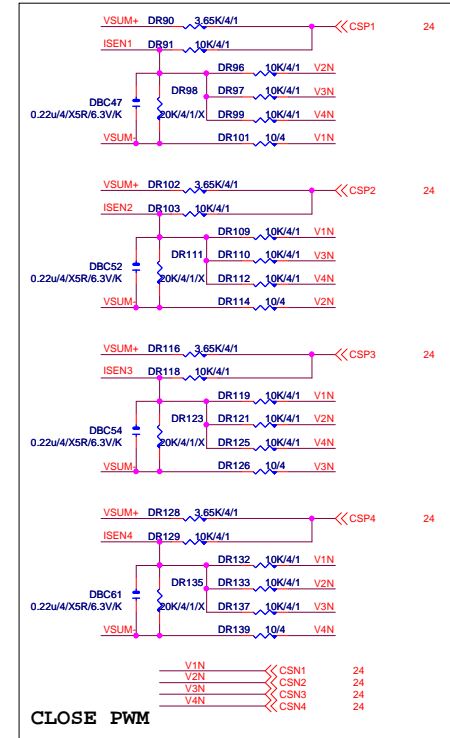 VSUM+ DR90 3.65K/4/1 CSP1 24
ISEN1 DR91 10K/4/1
DR96 10K/4/1 V2N
DR98 DR97 10K/4/1 V3N
DBC47
0.22u/4/X5R/6.3V/K 20K/4/1/X DR99 10K/4/1 V4N
VSUM- DR101 10/4 V1N
VSUM+ DR102 3.65K/4/1 CSP2 24
ISEN2 DR103 10K/4/1
DR109 10K/4/1 V1N
DR111 DR110 10K/4/1 V3N
DBC52
0.22u/4/X5R/6.3V/K 20K/4/1/X DR112 10K/4/1 V4N
VSUM- DR114 10/4 V2N
VSUM+ DR116 3.65K/4/1 CSP3 24
ISEN3 DR118 10K/4/1
DR119 10K/4/1 V1N
DR123 DR121 10K/4/1 V2N
DBC54
0.22u/4/X5R/6.3V/K 20K/4/1/X DR125 10K/4/1 V4N
VSUM- DR126 10/4 V3N
VSUM+ DR128 3.65K/4/1 CSP4 24
ISEN4 DR129 10K/4/1
DR132 10K/4/1 V1N
DR135 DR133 10K/4/1 V2N
DBC61
0.22u/4/X5R/6.3V/K 20K/4/1/X DR137 10K/4/1 V3N
VSUM- DR139 10/4 V4N
V1N CSN1 24
V2N CSN2 24
V3N CSN3 24
V4N CSN4 24
CLOSE PWM